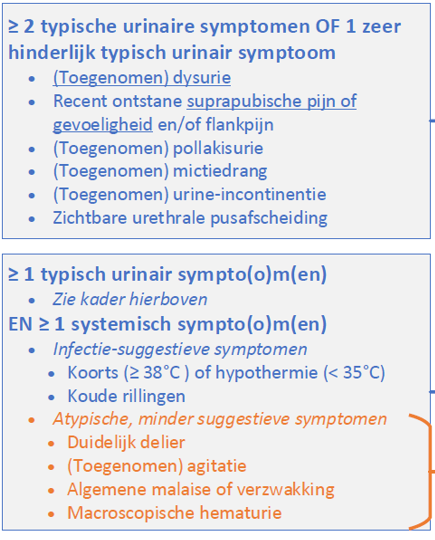 ≥ 2 typische urinaire symptomen OF 1 zeer
hinderlijk typisch urinair symptoom
• (Toegenomen) dysurie
• Recent ontstane suprapubische pijn of
gevoeligheid en/of flankpijn
• (Toegenomen) pollakisurie
• (Toegenomen) mictiedrang
• (Toegenomen) urine-incontinentie
• Zichtbare urethrale pusafscheiding
≥ 1 typisch urinair sympto(o)m(en)
• Zie kader hierboven
EN ≥ 1 systemisch sympto(o)m(en)
• Infectie-suggestieve symptomen
• Koorts (≥ 38°C ) of hypothermie (< 35°C)
• Koude rillingen
• Atypische, minder suggestieve symptomen
• Duidelijk delier
• (Toegenomen) agitatie
• Algemene malaise of verzwakking
• Macroscopische hematurie